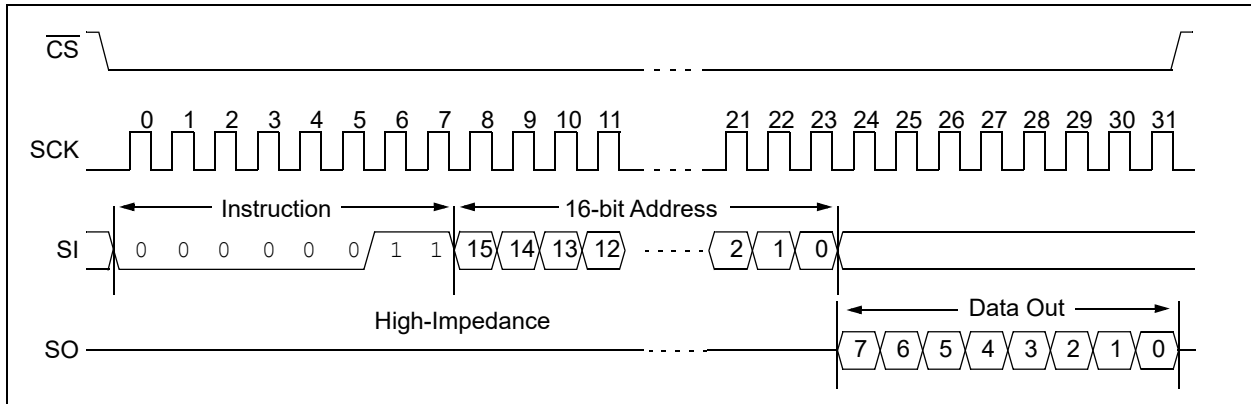 CS
0 1 2 3 4 5 6 7 8 9 10 11 21 22 23 24 25 26 27 28 29 30 31
SCK
Instruction 16-bit Address
SI 0 0 0 0 0 0 1 1 15 14 13 12 2 1 0
Data Out
High-Impedance
SO 7 6 5 4 3 2 1 0